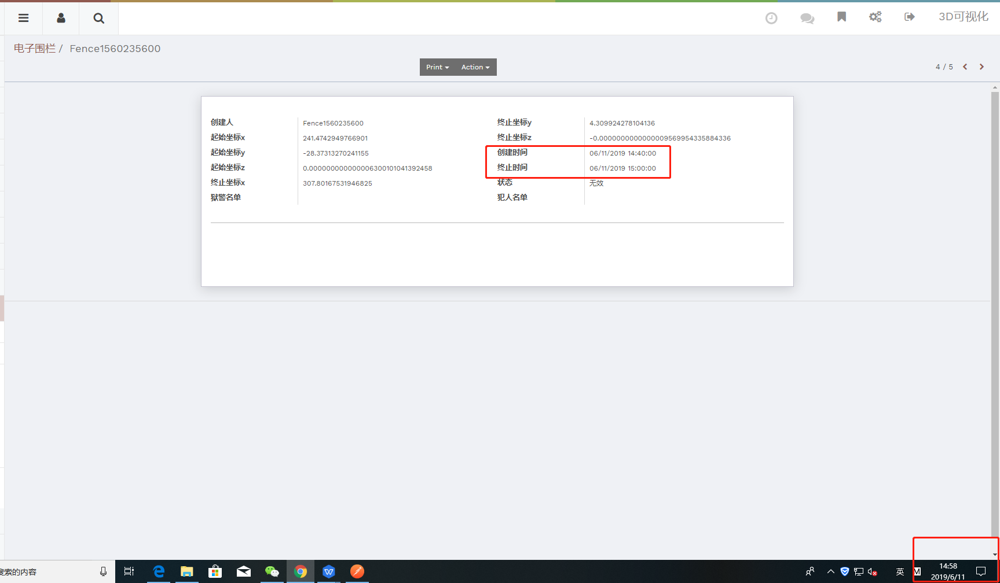 3D可视化
电子围栏 / Fence1560235600
Print Action
4 / 5
创建人 Fence1560235600 终止坐标y 4.309924278104136
起始坐标x 241.4742949766901 终止坐标z -0.0000000000000009569954335884336
起始坐标y -28.37313270241155 创建时间 06/11/2019 14:40:00
起始坐标z 0.000000000000006300101041392458 终止时间 06/11/2019 15:00:00
终止坐标x 307.80167531946825 状态 无效
狱警名单 犯人名单
搜索的内容 英 M 14:58
2019/6/11